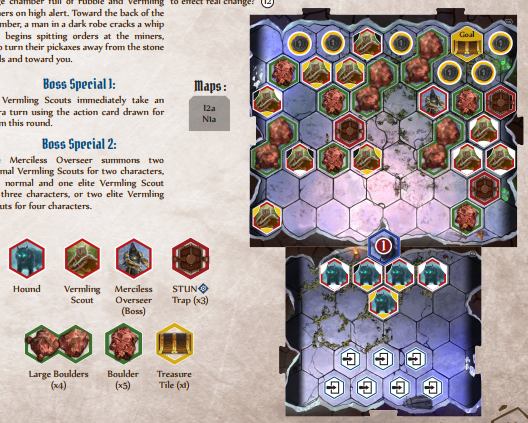 ge chamber full of rubble and Vermling
ners on high alert. Toward the back of the
mber, a man in a dark robe cracks a whip
begins spitting orders at the miners,
o turn their pickaxes away from the stone
ls and toward you.
to effect real change? 12
Boss Special 1:
Vermling Scouts immediately take an
ra turn using the action card drawn for
m this round.
Boss Special 2:
Merciless Overseer summons two
mal Vermling Scouts for two characters,
normal and one elite Vermling Scout
three characters, or two elite Vermling
uts for four characters.
Maps:
I2a
N1a
Goal
1
Hound
Vermling
Scout
Merciless
Overseer
(Boss)
STUN
Trap (x3)
Large Boulders
(x4)
Boulder
(x5)
Treasure
Tile (x1)